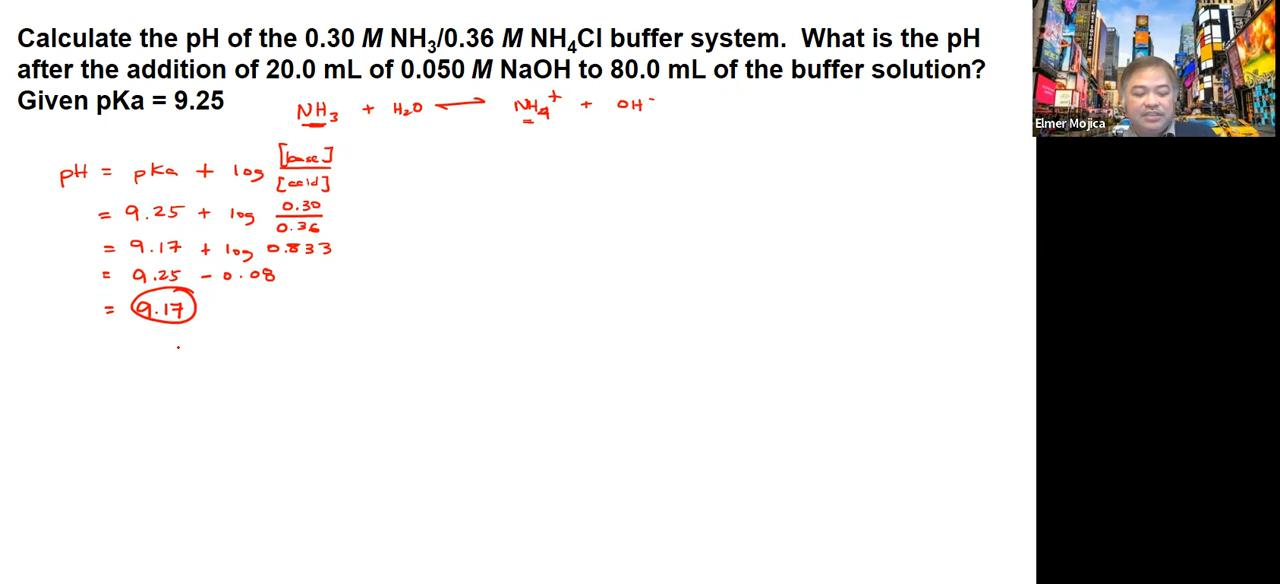 Calculate the pH of the 0.30 M NH₃/0.36 M NH₄Cl buffer system. What is the pH
after the addition of 20.0 mL of 0.050 M NaOH to 80.0 mL of the buffer solution?
Given pKa = 9.25
NH₃ + H₂O ⇌ NH₄⁺ + OH⁻
pH = pKa + log [base]/[acid]
= 9.25 + log 0.30/0.36
= 9.17 + log 0.833
= 9.25 - 0.08
= 9.17
Elmer Mojica